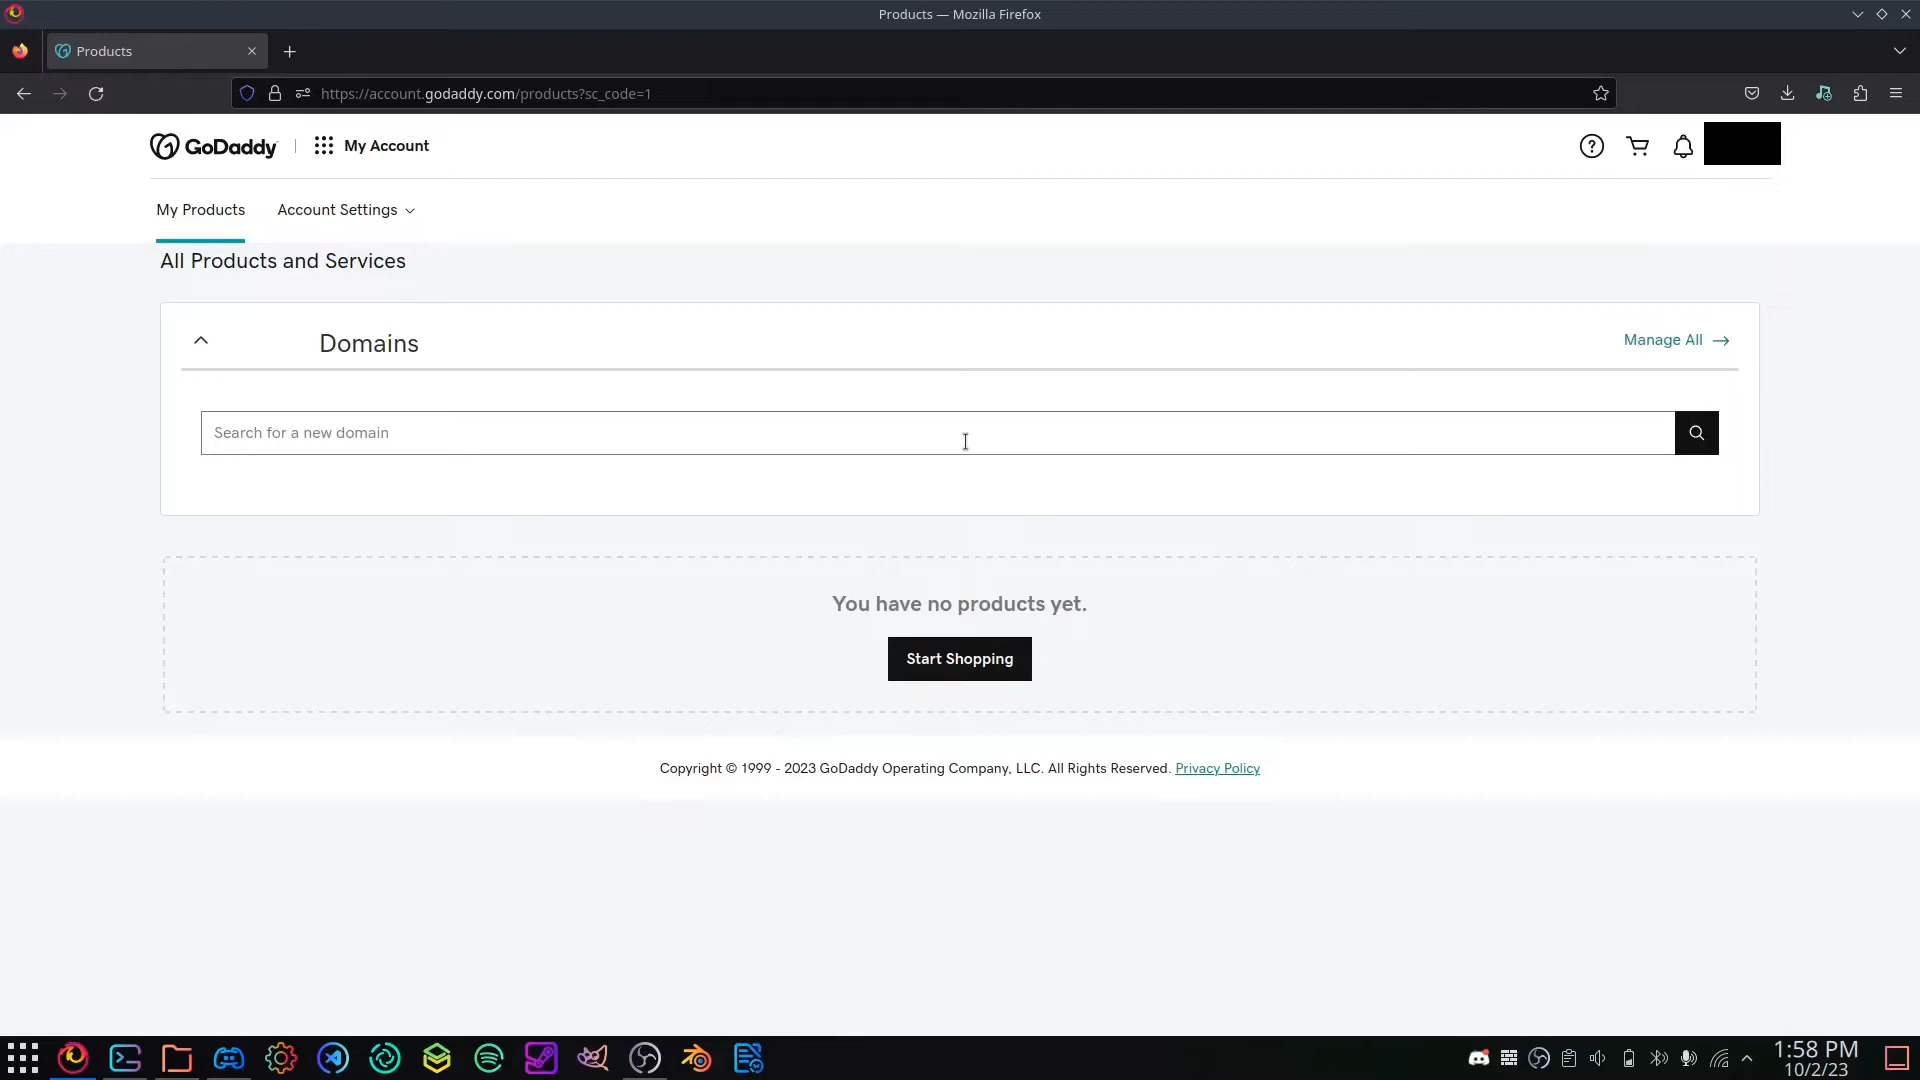 Products — Mozilla Firefox
Products
https://account.godaddy.com/products?sc_code=1
GoDaddy
My Account
My Products
Account Settings
All Products and Services
Domains
Manage All
Search for a new domain
You have no products yet.
Start Shopping
Copyright © 1999 - 2023 GoDaddy Operating Company, LLC. All Rights Reserved. Privacy Policy
1:58 PM
10/2/23